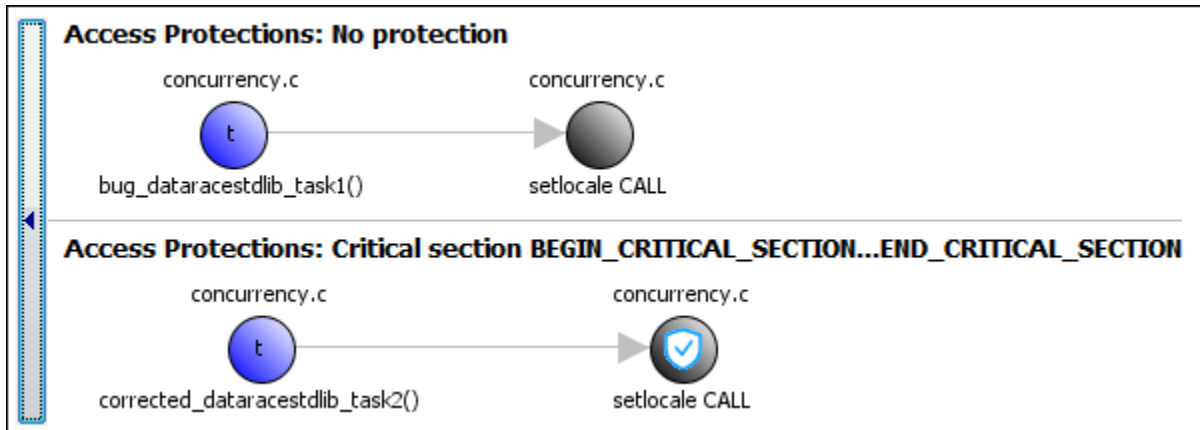 Access Protections: No protection
concurrency.c concurrency.c
t
bug_dataracestdlib_task1() setlocale CALL
Access Protections: Critical section BEGIN_CRITICAL_SECTION...END_CRITICAL_SECTION
concurrency.c concurrency.c
t
corrected_dataracestdlib_task2() setlocale CALL